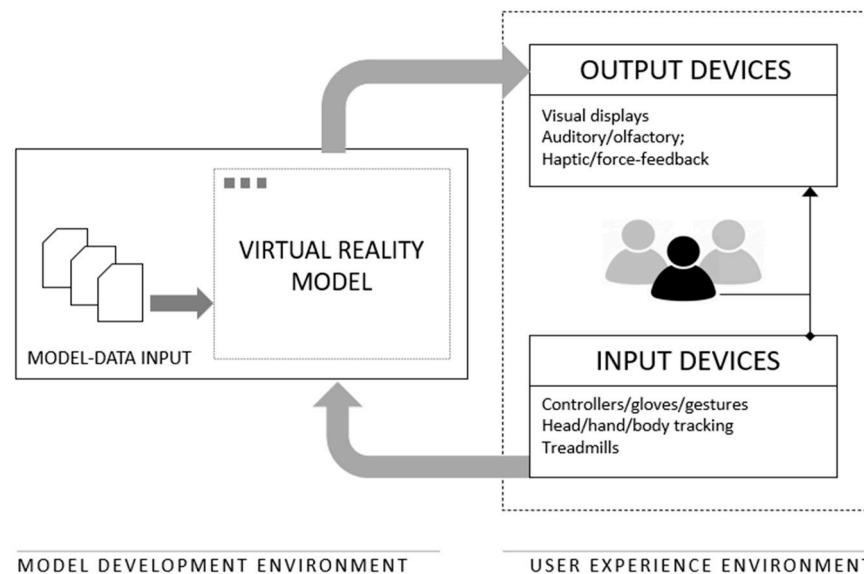 OUTPUT DEVICES
Visual displays
Auditory/olfactory;
Haptic/force-feedback
VIRTUAL REALITY
MODEL
MODEL-DATA INPUT
INPUT DEVICES
Controllers/gloves/gestures
Head/hand/body tracking
Treadmills
MODEL DEVELOPMENT ENVIRONMENT
USER EXPERIENCE ENVIRONMENT